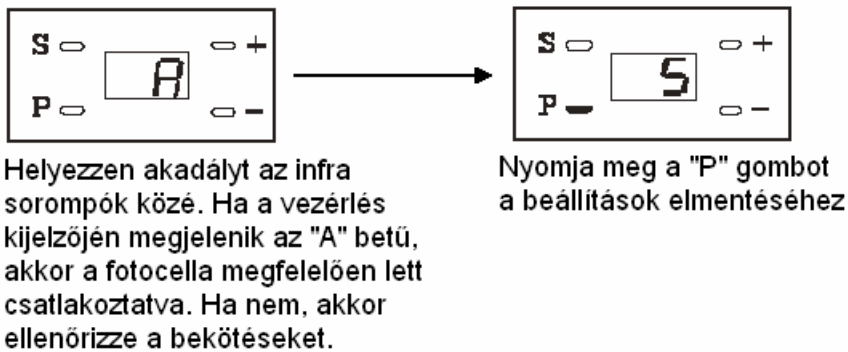 S + S +
A 5
P - P -
Helyezzen akadályt az infra
sorompók közé. Ha a vezérlés
kijelzőjén megjelenik az "A" betű,
akkor a fotocella megfelelően lett
csatlakoztatva. Ha nem, akkor
ellenőrizze a bekötéseket.
Nyomja meg a "P" gombot
a beállítások elmentéséhez